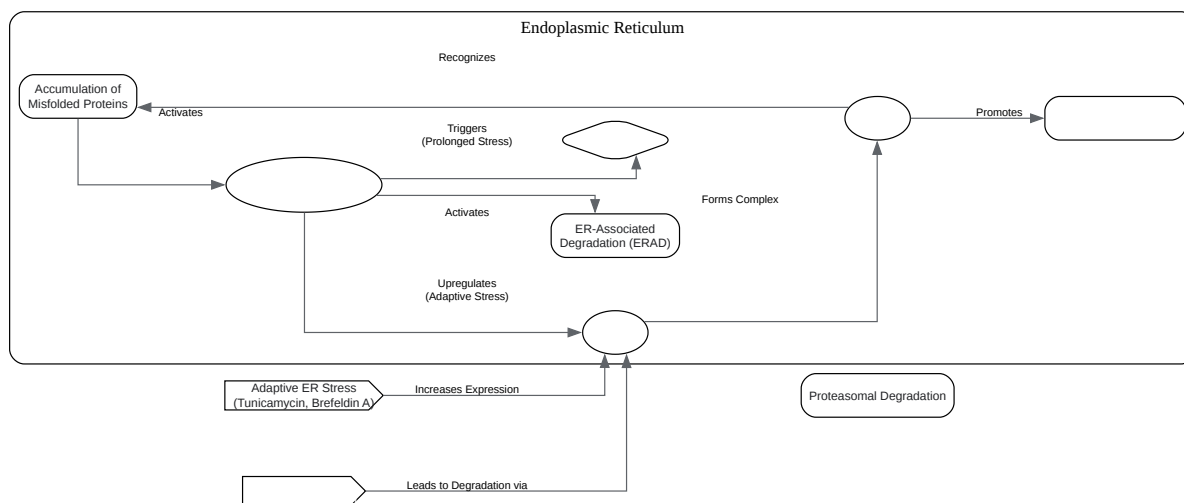 Endoplasmic Reticulum
Recognizes
Accumulation of
Misfolded Proteins
Activates
Promotes
Triggers
(Prolonged Stress)
Forms Complex
Activates
ER-Associated
Degradation (ERAD)
Upregulates
(Adaptive Stress)
Adaptive ER Stress
(Tunicamycin, Brefeldin A)
Increases Expression
Proteasomal Degradation
Leads to Degradation via